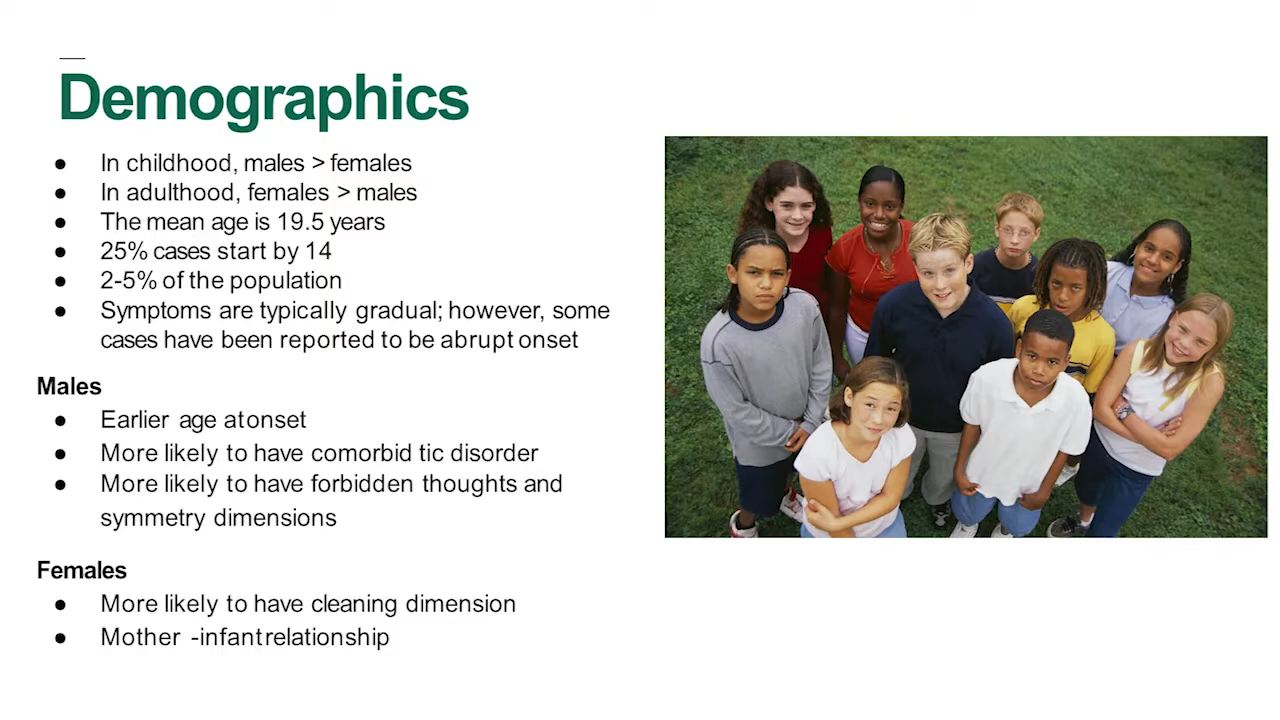 Demographics
● In childhood, males > females
● In adulthood, females > males
● The mean age is 19.5 years
● 25% cases start by 14
● 2-5% of the population
● Symptoms are typically gradual; however, some
cases have been reported to be abrupt onset
Males
● Earlier age atonset
● More likely to have comorbid tic disorder
● More likely to have forbidden thoughts and
symmetry dimensions
Females
● More likely to have cleaning dimension
● Mother -infantrelationship